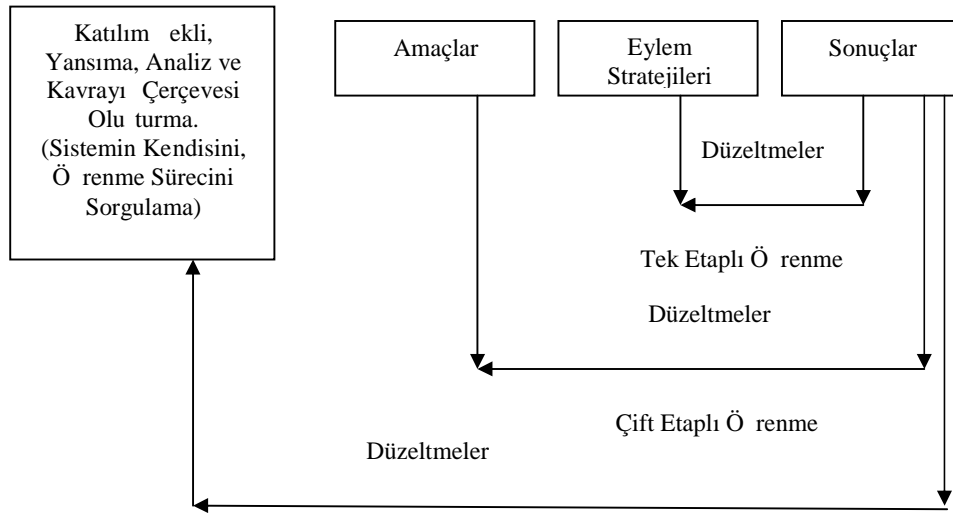 Katılım ekli,
Yansıma, Analiz ve
Kavrayı Çerçevesi
Olu turma.
(Sistemin Kendisini,
Ö renme Sürecini
Sorgulama)
Amaçlar
Eylem
Stratejileri
Sonuçlar
Düzeltmeler
Tek Etaplı Ö renme
Düzeltmeler
Çift Etaplı Ö renme
Düzeltmeler